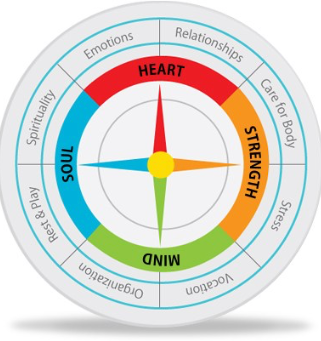 Emotions
Relationships
Spirituality
HEART
Care for Body
SOUL
STRENGTH
Rest & Play
Stress
MIND
Organization
Vocation